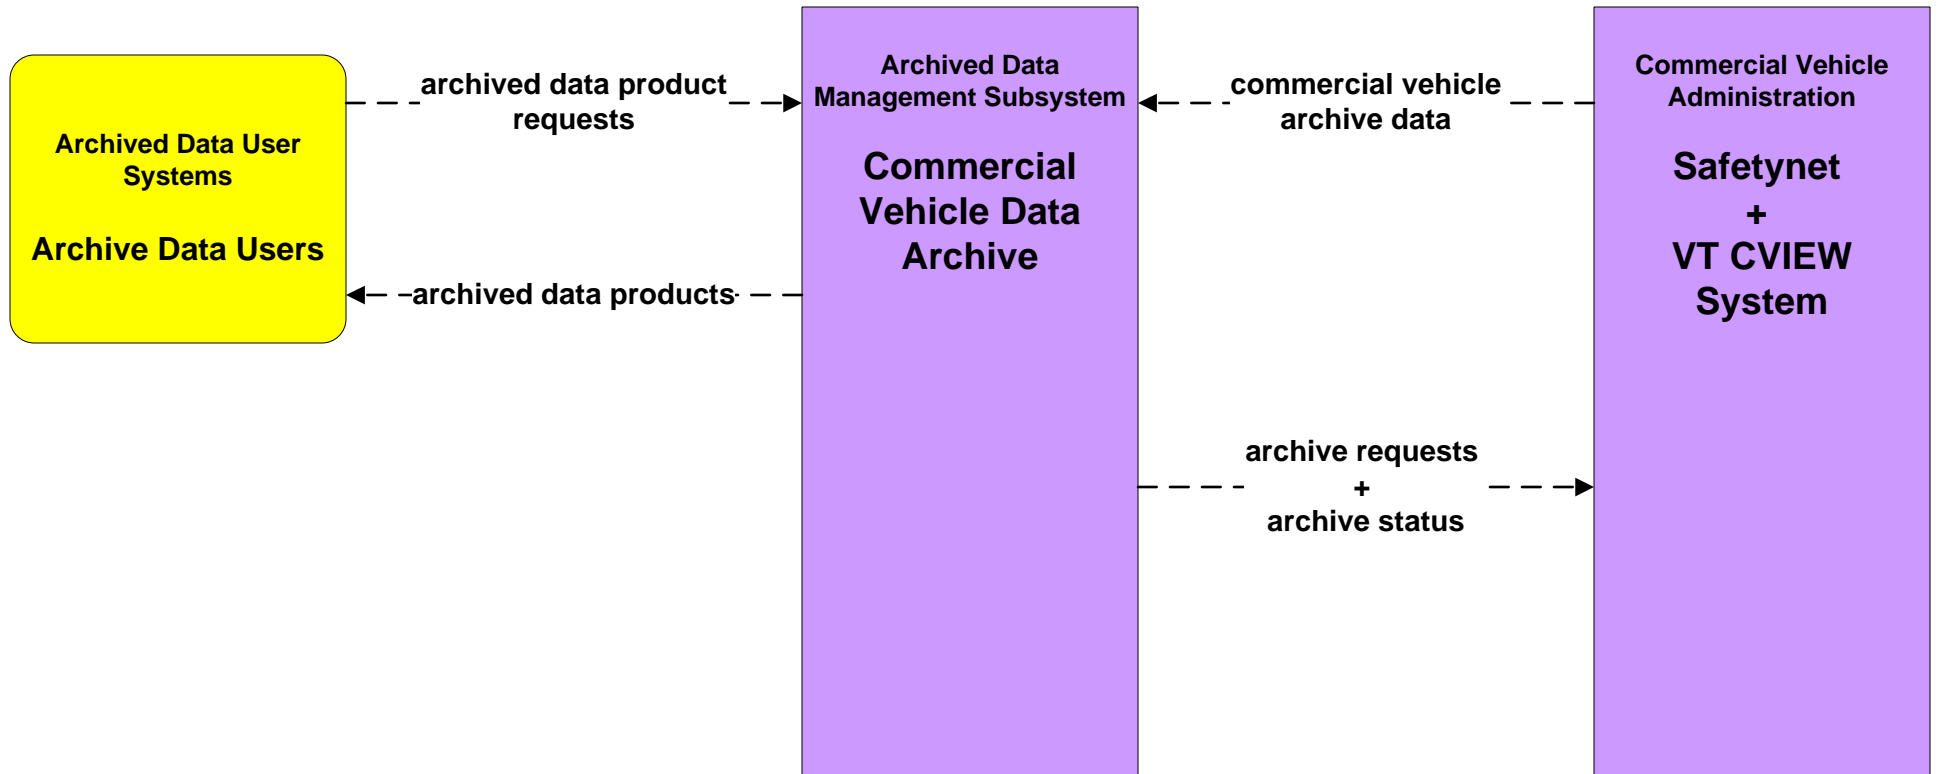 Archived Data User
Systems
Archive Data Users
archived data product
requests
archived data products
Archived Data
Management Subsystem
Commercial
Vehicle Data
Archive
commercial vehicle
archive data
archive requests
+
archive status
Commercial Vehicle
Administration
Safetynet
+
VT CVIEW
System